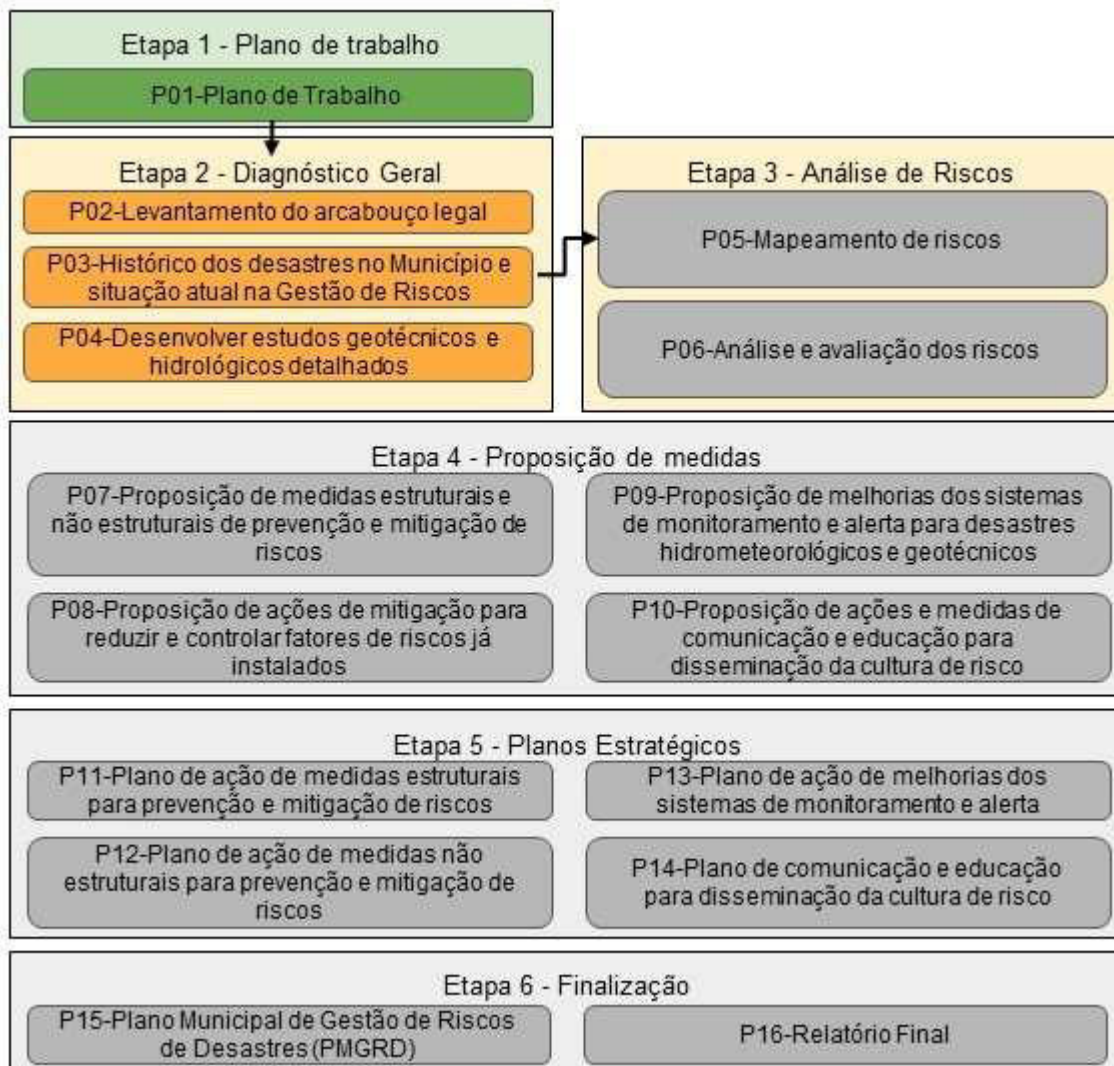 Etapa 1 - Plano de trabalho
P01-Plano de Trabalho
Etapa 2 - Diagnóstico Geral
P02-Levantamento do arcabouço legal
P03-Histórico dos desastres no Município e
situação atual na Gestão de Riscos
P04-Desenvolver estudos geotécnicos e
hidrológicos detalhados
Etapa 3 - Análise de Riscos
P05-Mapeamento de riscos
P06-Análise e avaliação dos riscos
Etapa 4 - Proposição de medidas
P07-Proposição de medidas estruturais e
não estruturais de prevenção e mitigação de
riscos
P09-Proposição de melhorias dos sistemas
de monitoramento e alerta para desastres
hidrometeorológicos e geotécnicos
P08-Proposição de ações de mitigação para
reduzir e controlar fatores de riscos já
instalados
P10-Proposição de ações e medidas de
comunicação e educação para
disseminação da cultura de risco
Etapa 5 - Planos Estratégicos
P11-Plano de ação de medidas estruturais
para prevenção e mitigação de riscos
P13-Plano de ação de melhorias dos
sistemas de monitoramento e alerta
P12-Plano de ação de medidas não
estruturais para prevenção e mitigação de
riscos
P14-Plano de comunicação e educação
para disseminação da cultura de risco
Etapa 6 - Finalização
P15-Plano Municipal de Gestão de Riscos
de Desastres (PMGRD)
P16-Relatório Final